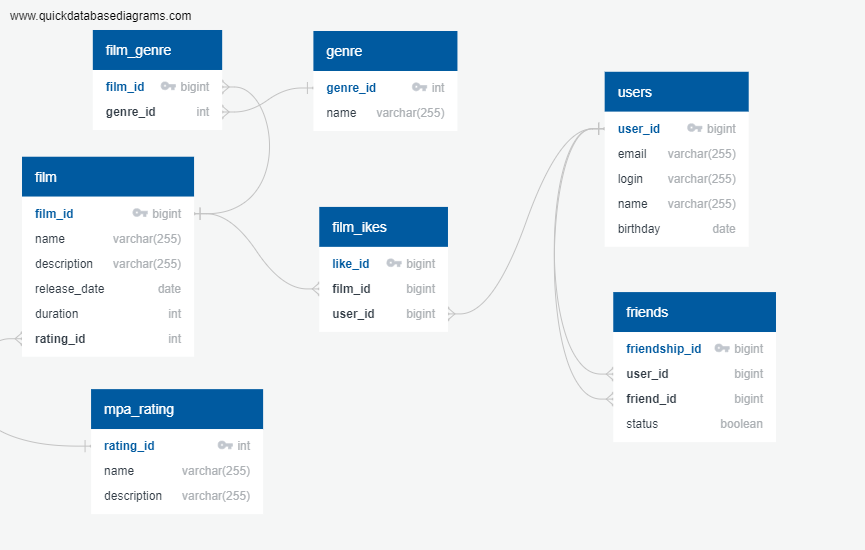 www.quickdatabasediagrams.com
film_genre
film_id bigint
genre_id int
genre
genre_id int
name varchar(255)
users
user_id bigint
email varchar(255)
login varchar(255)
name varchar(255)
birthday date
film
film_id bigint
name varchar(255)
description varchar(255)
release_date date
duration int
rating_id int
film_ikes
like_id bigint
film_id bigint
user_id bigint
friends
friendship_id bigint
user_id bigint
friend_id bigint
status boolean
mpa_rating
rating_id int
name varchar(255)
description varchar(255)